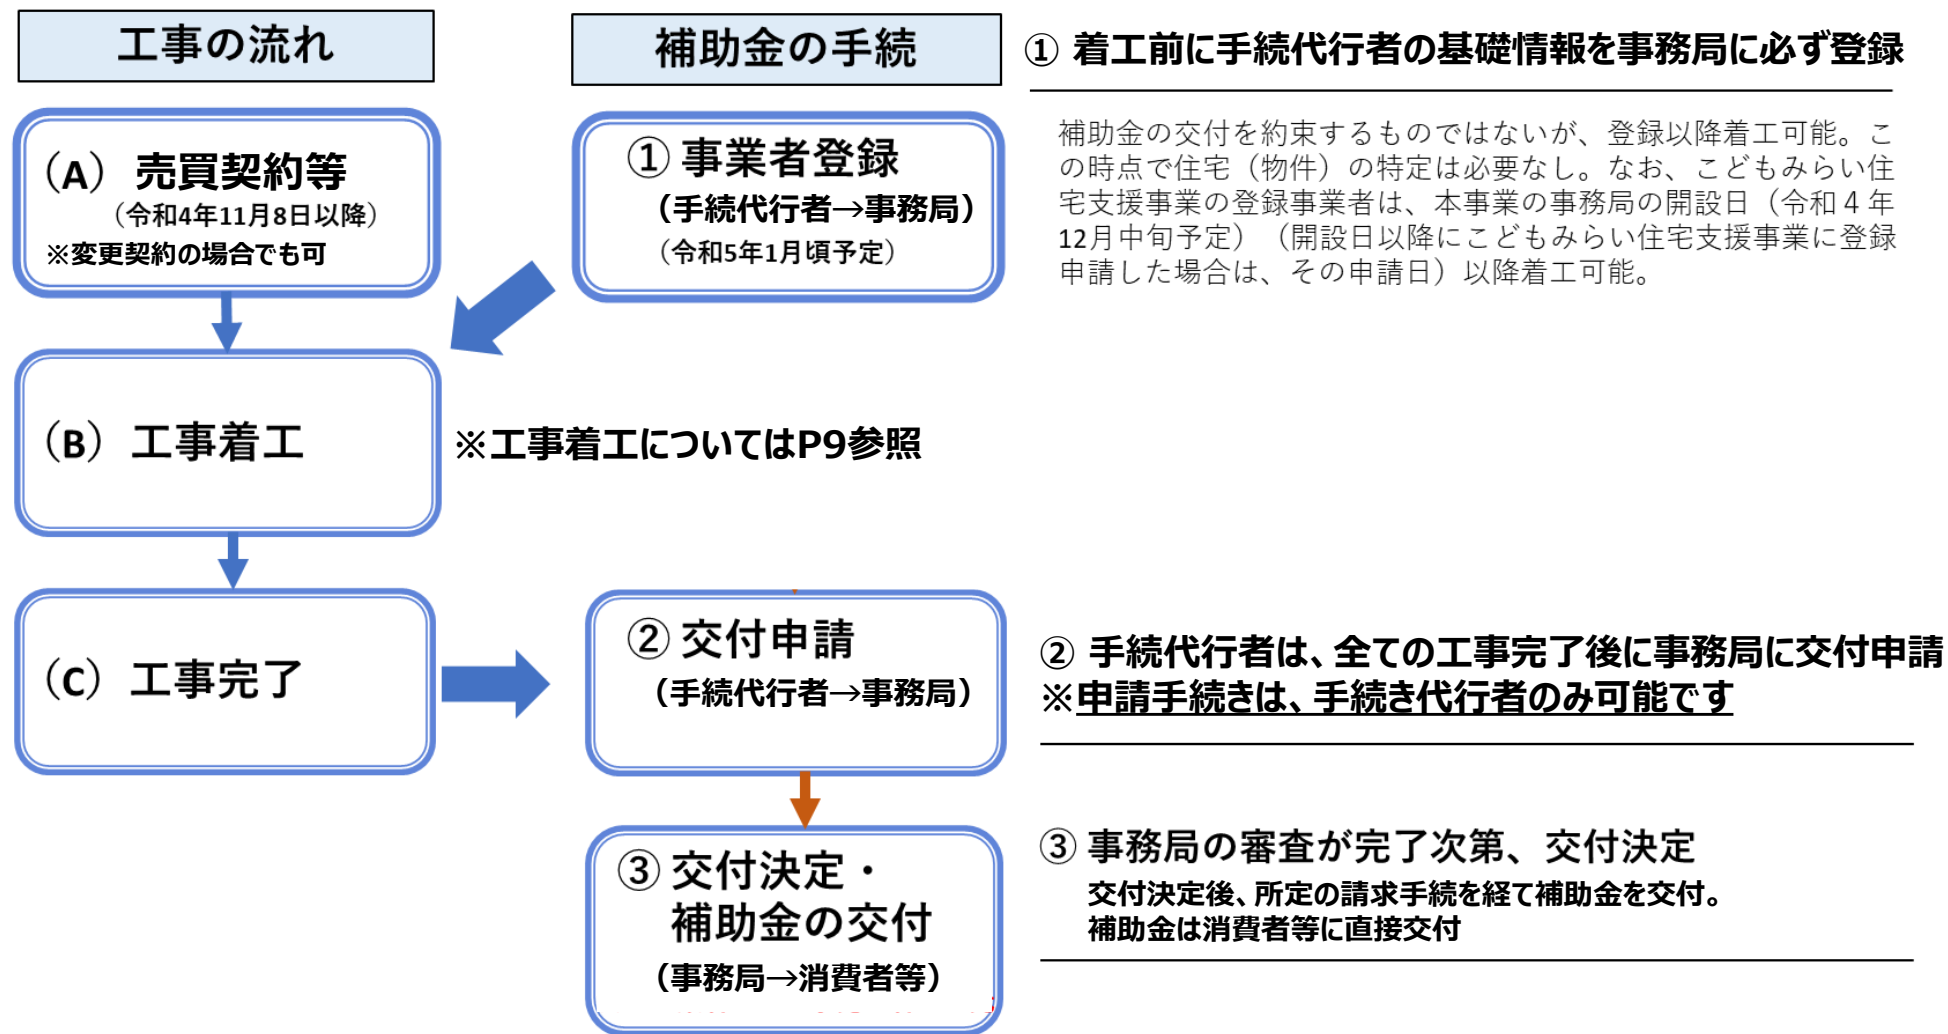 工事の流れ
補助金の手続
① 着工前に手続代行者の基礎情報を事務局に必ず登録
補助金の交付を約束するものではないが、登録以降着工可能。こ
の時点で住宅（物件）の特定は必要なし。なお、こどもみらい住
宅支援事業の登録事業者は、本事業の事務局の開設日（令和４年
12月中旬予定）（開設日以降にこどもみらい住宅支援事業に登録
申請した場合は、その申請日）以降着工可能。
（A）売買契約等
（令和4年11月8日以降）
※変更契約の場合でも可
① 事業者登録
（手続代行者→事務局）
（令和5年1月頃予定）
（B）工事着工
※工事着工についてはP9参照
（C）工事完了
② 交付申請
（手続代行者→事務局）
② 手続代行者は、全ての工事完了後に事務局に交付申請
※申請手続きは、手続き代行者のみ可能です
③ 交付決定・
補助金の交付
（事務局→消費者等）
③ 事務局の審査が完了次第、交付決定
交付決定後、所定の請求手続を経て補助金を交付。
補助金は消費者等に直接交付